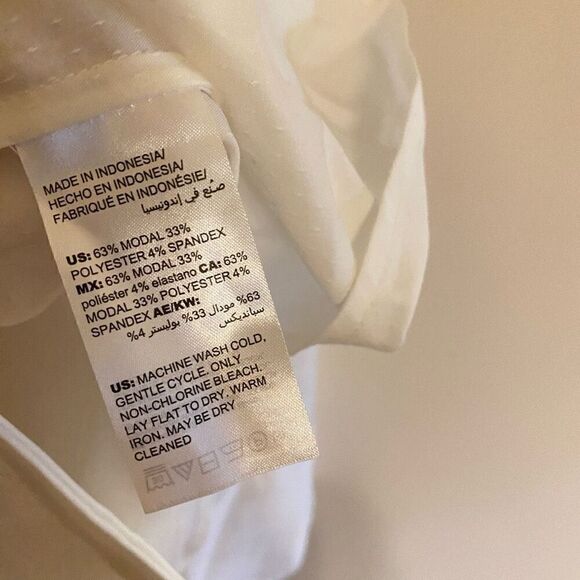 MADE IN INDONESIA/
HECHO EN INDONESIA/
FABRIQUÉ EN INDONÉSIE/
صُنع في إندونيسيا
US: 63% MODAL 33%
POLYESTER 4% SPANDEX
MX: 63% MODAL 33%
poliéster 4% elastano CA: 63%
MODAL 33% POLYESTER 4%
SPANDEX AE/KW:
63% مودال 33% بوليستر 4%
سباندیکس
US: MACHINE WASH COLD,
GENTLE CYCLE. ONLY
NON-CHLORINE BLEACH.
LAY FLAT TO DRY. WARM
IRON. MAY BE DRY
CLEANED